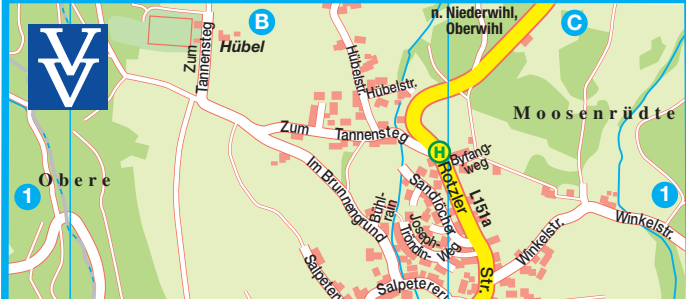 VV
B
C
n. Niederwihl,
Oberwihl
Zum
Tannensteg
Hübel
Hübelstr.
Hübelstr.
Moosenrüdte
Zum Tannensteg
H
Byfang-
weg
Rotzler
Str.
L151a
Obere
1
1
Im Brunnengrund
Bühl-
rain
Sandlöcher
Joseph-
Tröndlin-
Weg
Winkelstr.
Winkelstr.
Salpeterer